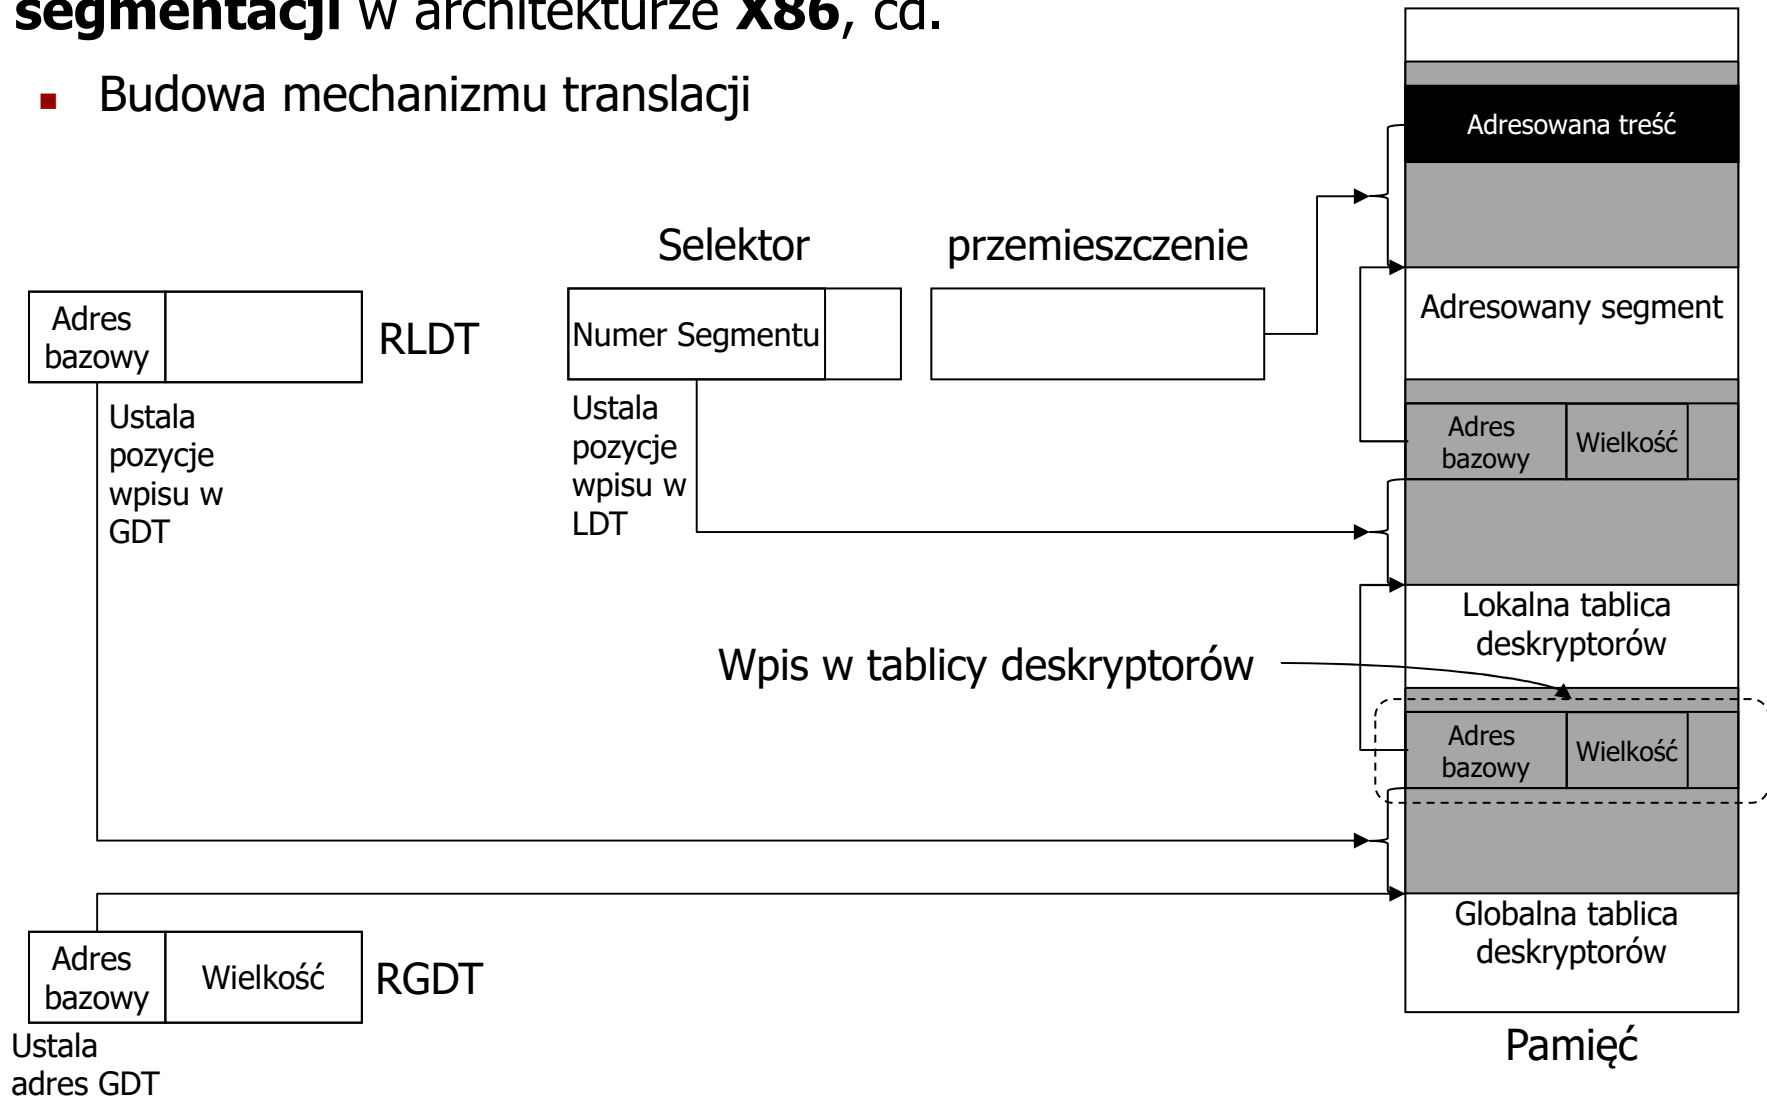 segmentacji w architekturze X86, cd.
Budowa mechanizmu translacji
Adresowana treść
Selektor
przemieszczenie
Adres
bazowy
RLDT
Numer Segmentu
Adresowany segment
Ustala
pozycje
wpisu w
GDT
Ustala
pozycje
wpisu w
LDT
Adres
bazowy
Wielkość
Lokalna tablica
deskryptorów
Wpis w tablicy deskryptorów
Adres
bazowy
Wielkość
Globalna tablica
deskryptorów
Adres
bazowy
Wielkość
RGDT
Ustala
adres GDT
Pamięć